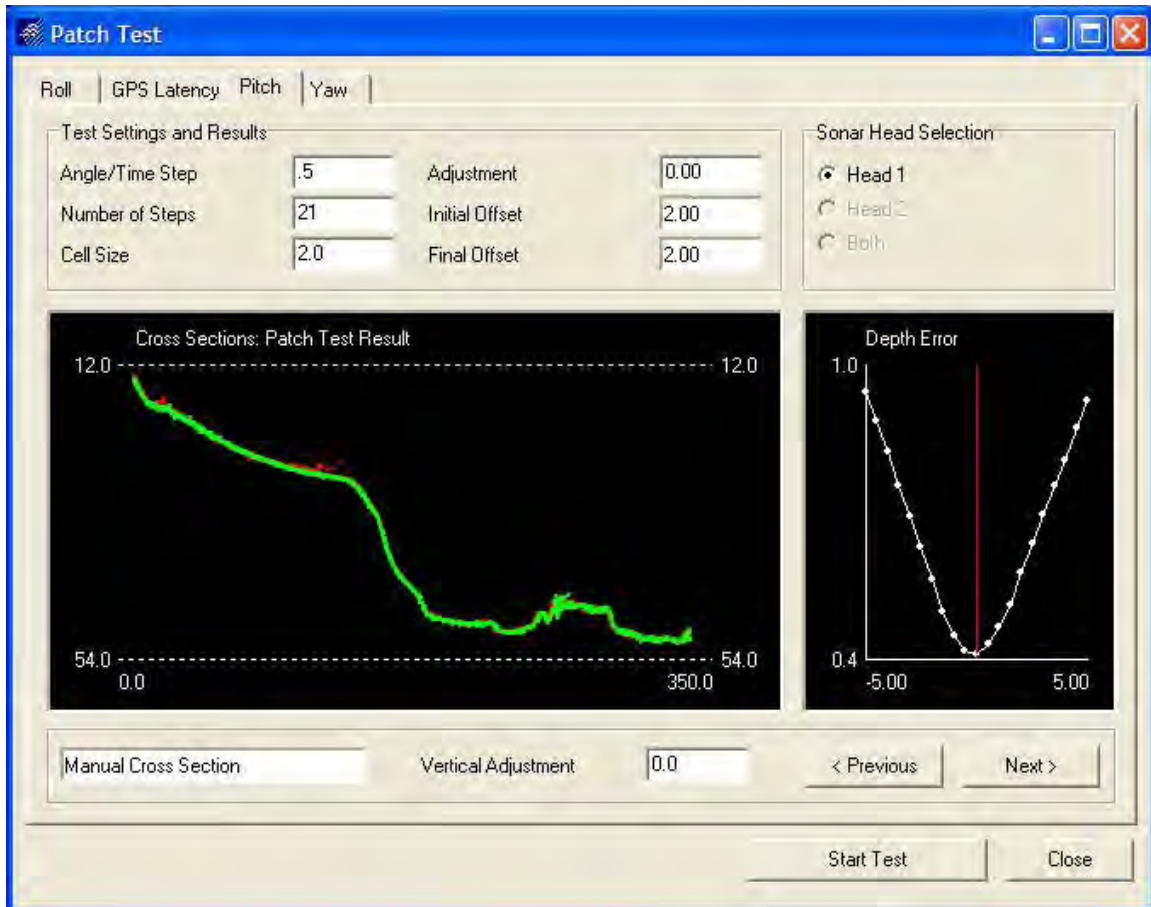 Patch Test
Roll GPS Latency Pitch Yaw
Test Settings and Results
Angle/Time Step .5 Adjustment 0.00
Number of Steps 21 Initial Offset 2.00
Cell Size 2.0 Final Offset 2.00
Sonar Head Selection
Head 1
Head 2
Both
Cross Sections: Patch Test Result
12.0 12.0
54.0 54.0
0.0 350.0
Depth Error
1.0
0.4
-5.00 5.00
Manual Cross Section Vertical Adjustment 0.0 < Previous Next >
Start Test Close